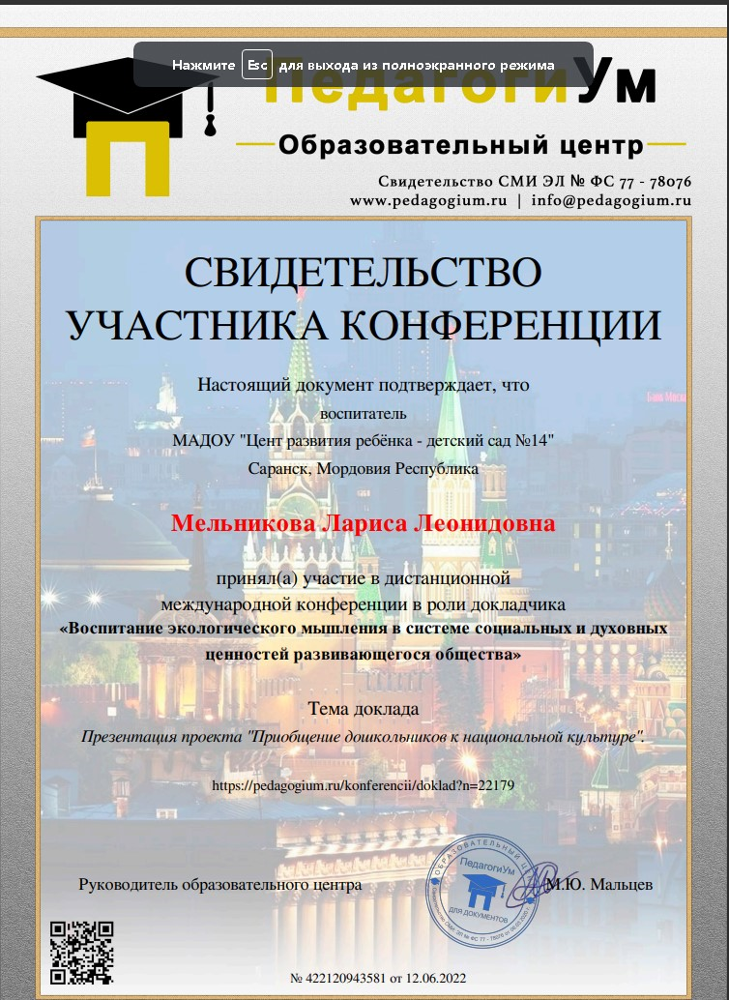 Нажмите Esc для выхода из полноэкранного режима
ПедагогиУм
Образовательный центр
Свидетельство СМИ ЭЛ № ФС 77 - 78076
www.pedagogium.ru | info@pedagogium.ru
СВИДЕТЕЛЬСТВО
УЧАСТНИКА КОНФЕРЕНЦИИ
Настоящий документ подтверждает, что
воспитатель
МАДОУ "Цент развития ребёнка - детский сад №14"
Саранск, Мордовия Республика
Мельникова Лариса Леонидовна
принял(а) участие в дистанционной
международной конференции в роли докладчика
«Воспитание экологического мышления в системе социальных и духовных
ценностей развивающегося общества»
Тема доклада
Презентация проекта "Приобщение дошкольников к национальной культуре".
https://pedagogium.ru/konferencii/doklad?n=22179
Руководитель образовательного центра
М.Ю. Мальцев
ОБРАЗОВАТЕЛЬНЫЙ
ПедагогиУм
ДЛЯ ДОКУМЕНТОВ
№ 422120943581 от 12.06.2022